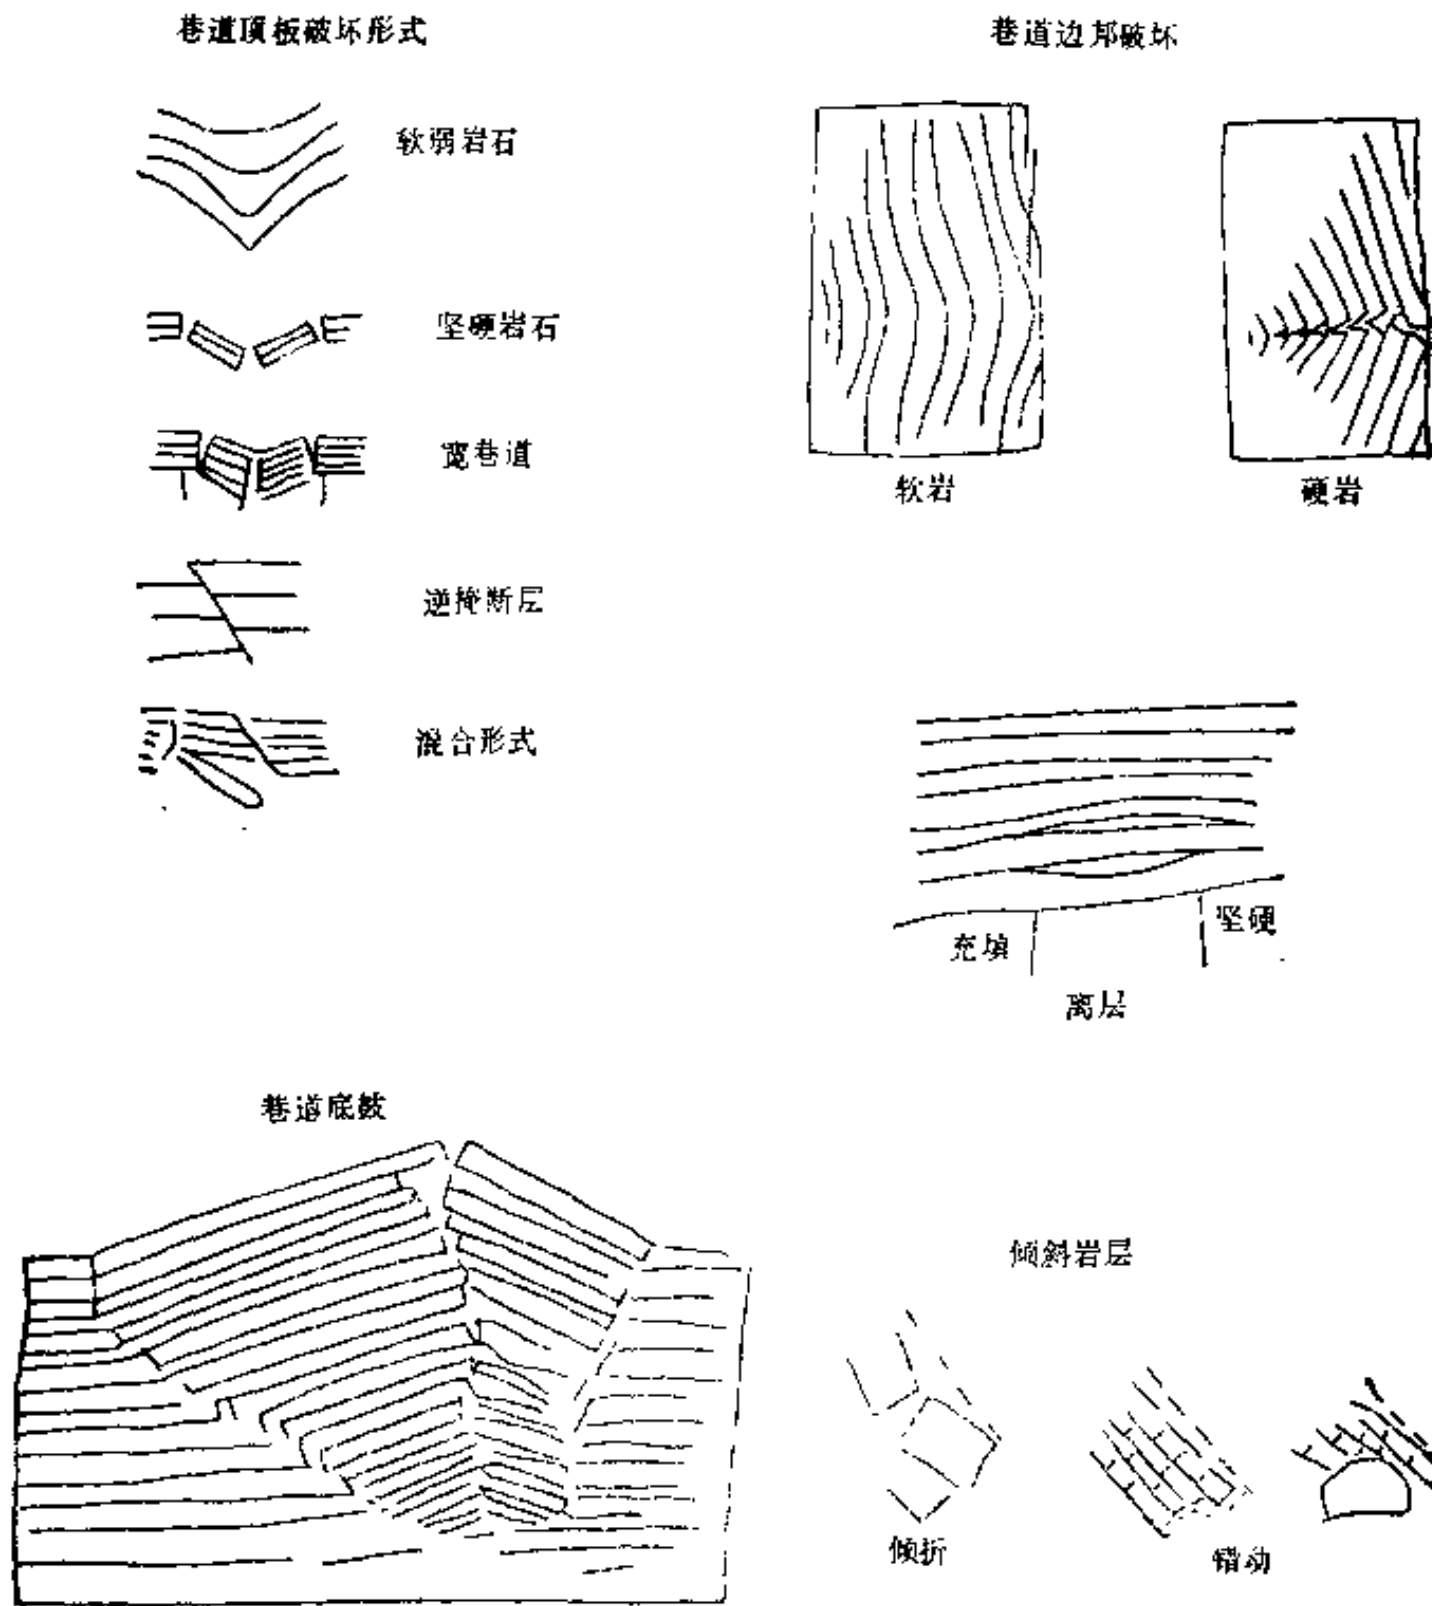 巷道顶板破坏形式
软弱岩石
坚硬岩石
宽巷道
逆掩断层
混合形式
巷道边邦破坏
软岩
硬岩
充填
坚硬
离层
巷道底鼓
倾斜岩层
倾折
错动